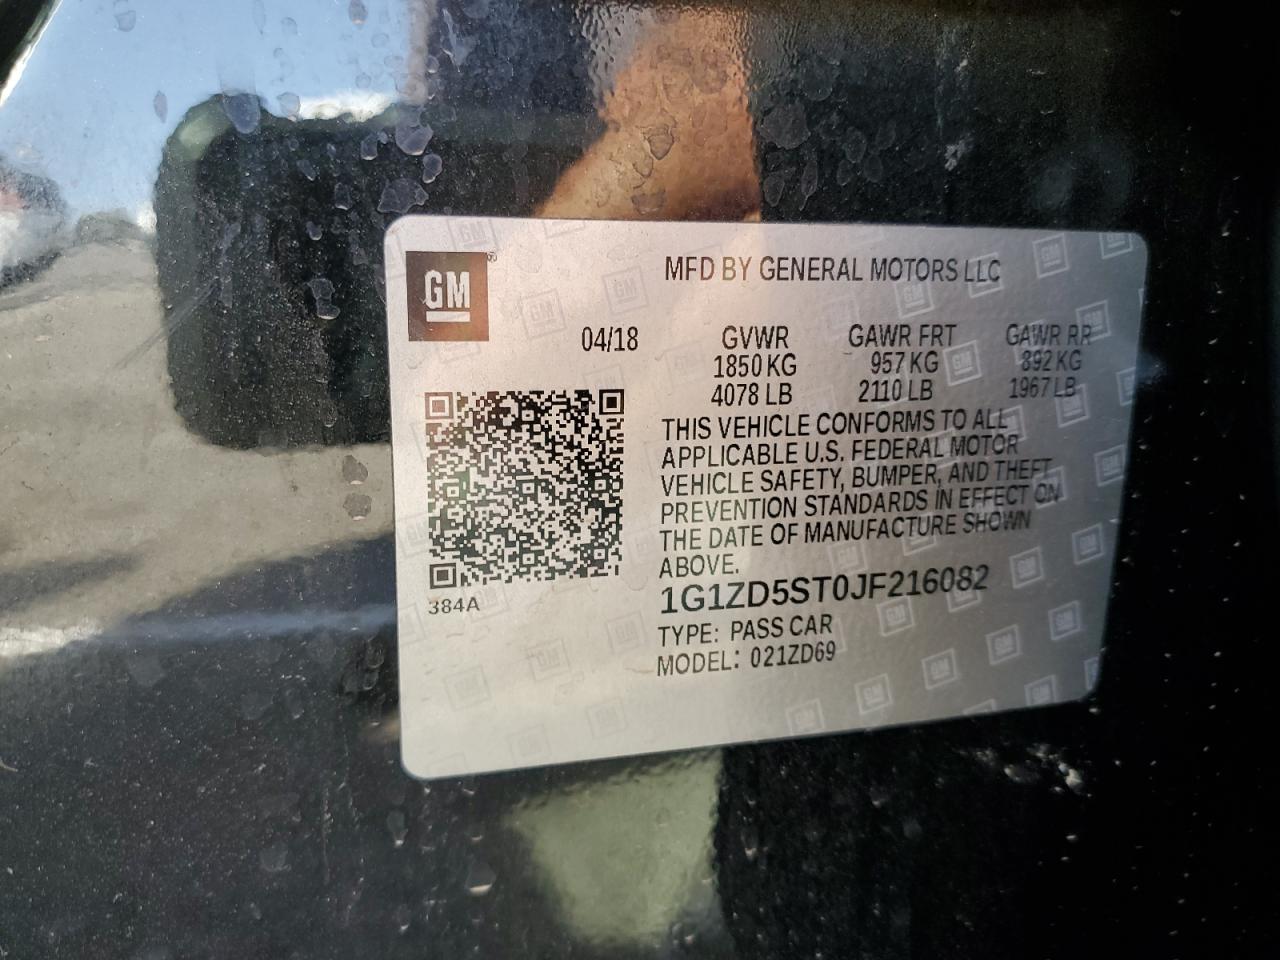 GM
MFD BY GENERAL MOTORS LLC
04/18 GVWR GAWR FRT GAWR RR
1850 KG 957 KG 892 KG
4078 LB 2110 LB 1967 LB
THIS VEHICLE CONFORMS TO ALL
APPLICABLE U.S. FEDERAL MOTOR
VEHICLE SAFETY, BUMPER, AND THEFT
PREVENTION STANDARDS IN EFFECT ON
THE DATE OF MANUFACTURE SHOWN
ABOVE.
1G1ZD5ST0JF216082
TYPE: PASS CAR
MODEL: 021ZD69
384A